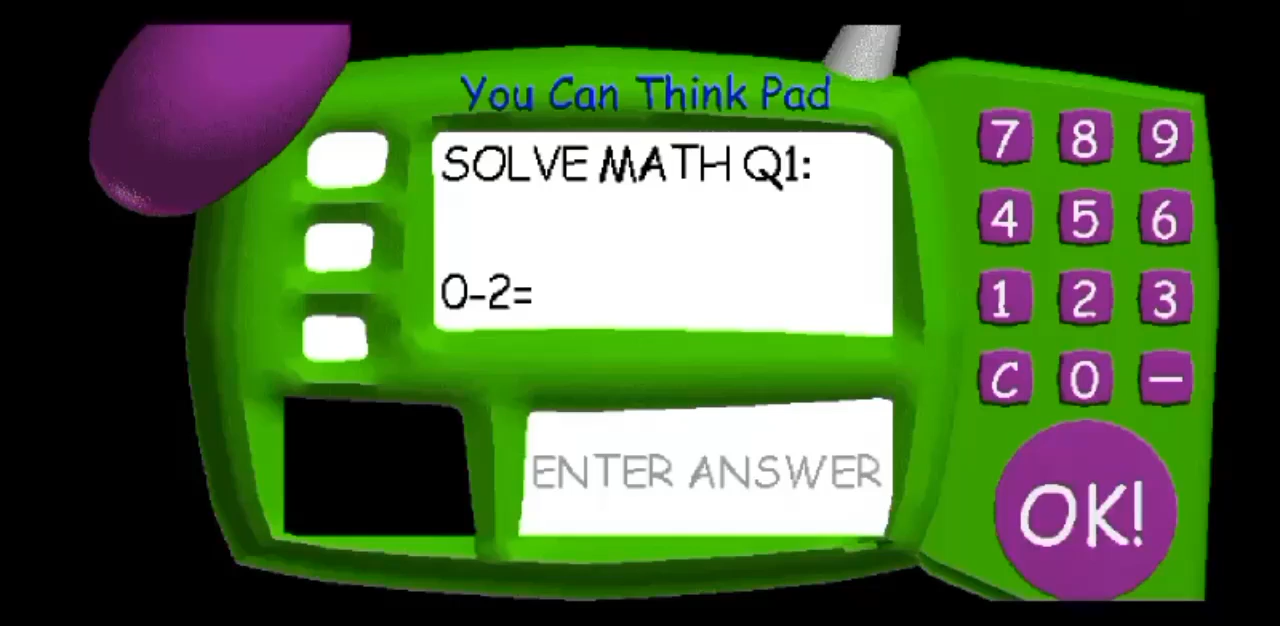 You Can Think Pad
SOLVE MATH Q1:
0-2=
ENTER ANSWER
7 8 9
4 5 6
1 2 3
C 0 −
OK!